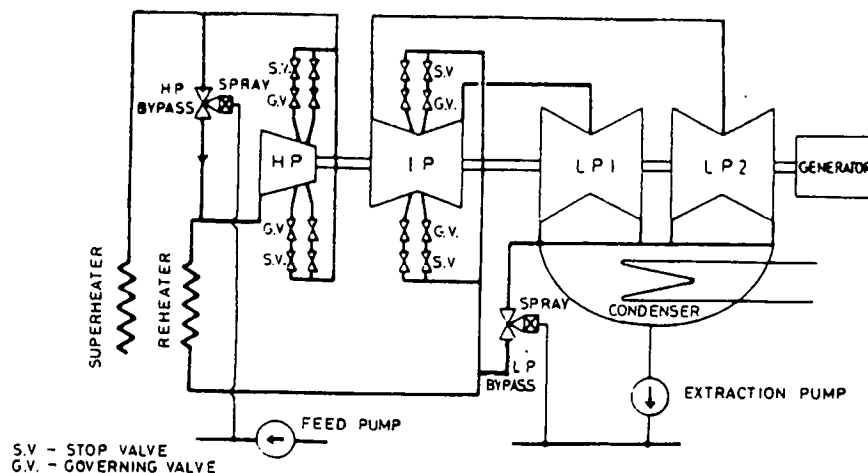 S.V.
S.V
HP
BYPASS
SPRAY
G.V.
G.V.
HP
IP
LP1
LP2
GENERATOR
G.V
G.V.
S.V.
S.V
SUPERHEATER
REHEATER
SPRAY
CONDENSER
LP
BYPASS
EXTRACTION PUMP
FEED PUMP
S.V - STOP VALVE
G.V. - GOVERNING VALVE